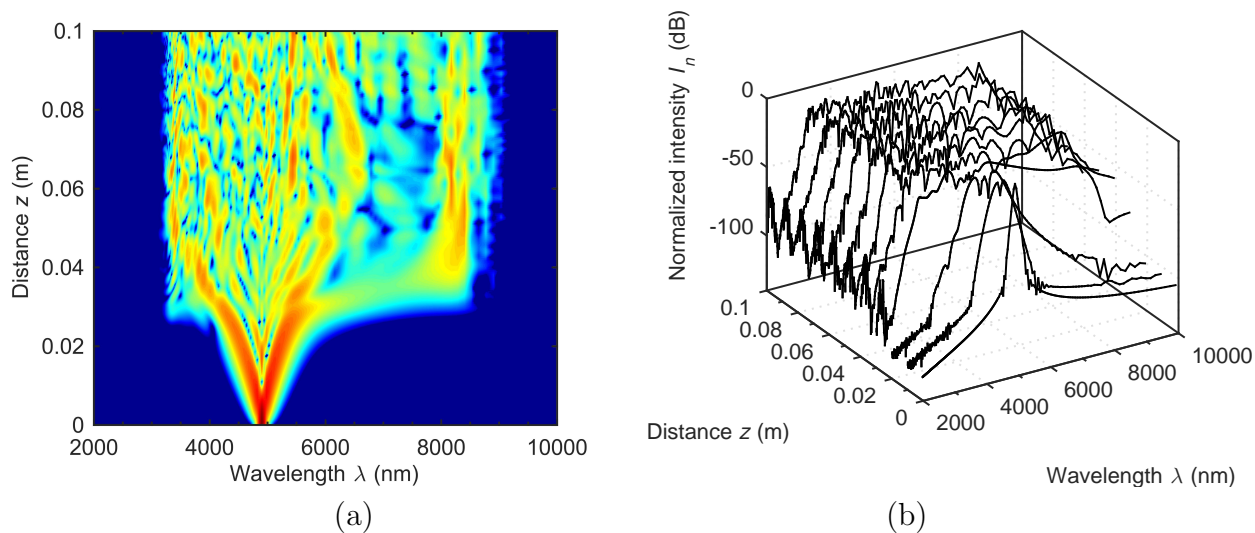 0.1
0.08
0.06
0.04
0.02
0
Distance z (m)
2000 4000 6000 8000 10000
Wavelength λ (nm)
(a)
Normalized intensity I_n (dB)
0
-50
-100
0.1
0.08
0.06
0.04
0.02
0
Distance z (m)
2000
4000
6000
8000
10000
Wavelength λ (nm)
(b)